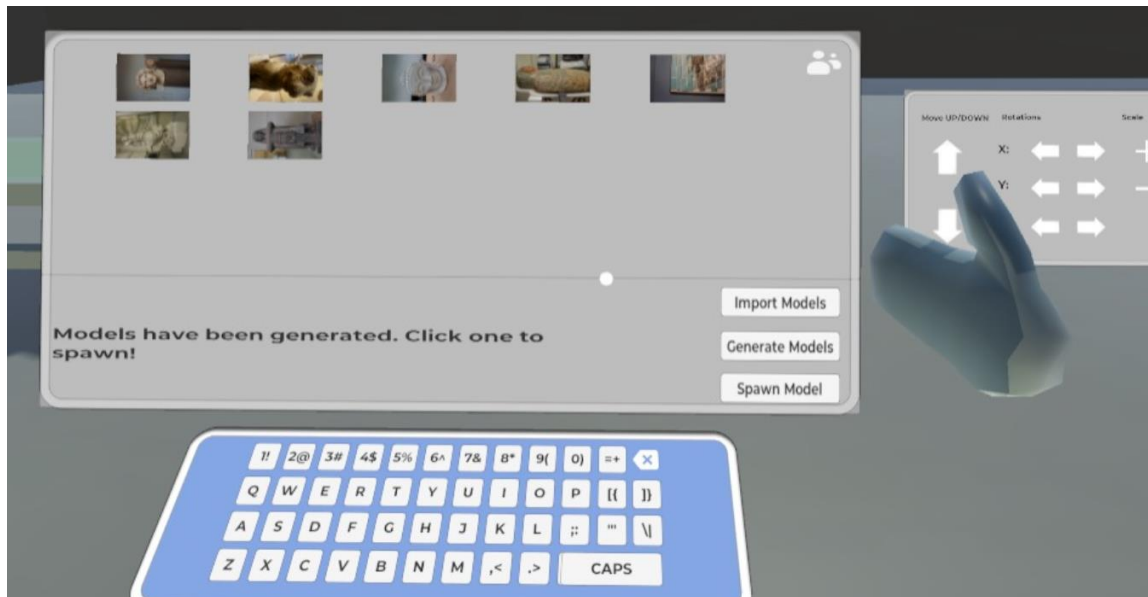 Move UP/DOWN Rotations Scale
X:
Y:
Import Models
Models have been generated. Click one to
spawn!
Generate Models
Spawn Model
1! 2@ 3# 4$ 5% 6^ 7& 8* 9( 0) =+ X
Q W E R T Y U I O P [{ ]}
A S D F G H J K L ;: '" \|
Z X C V B N M ,< .> CAPS